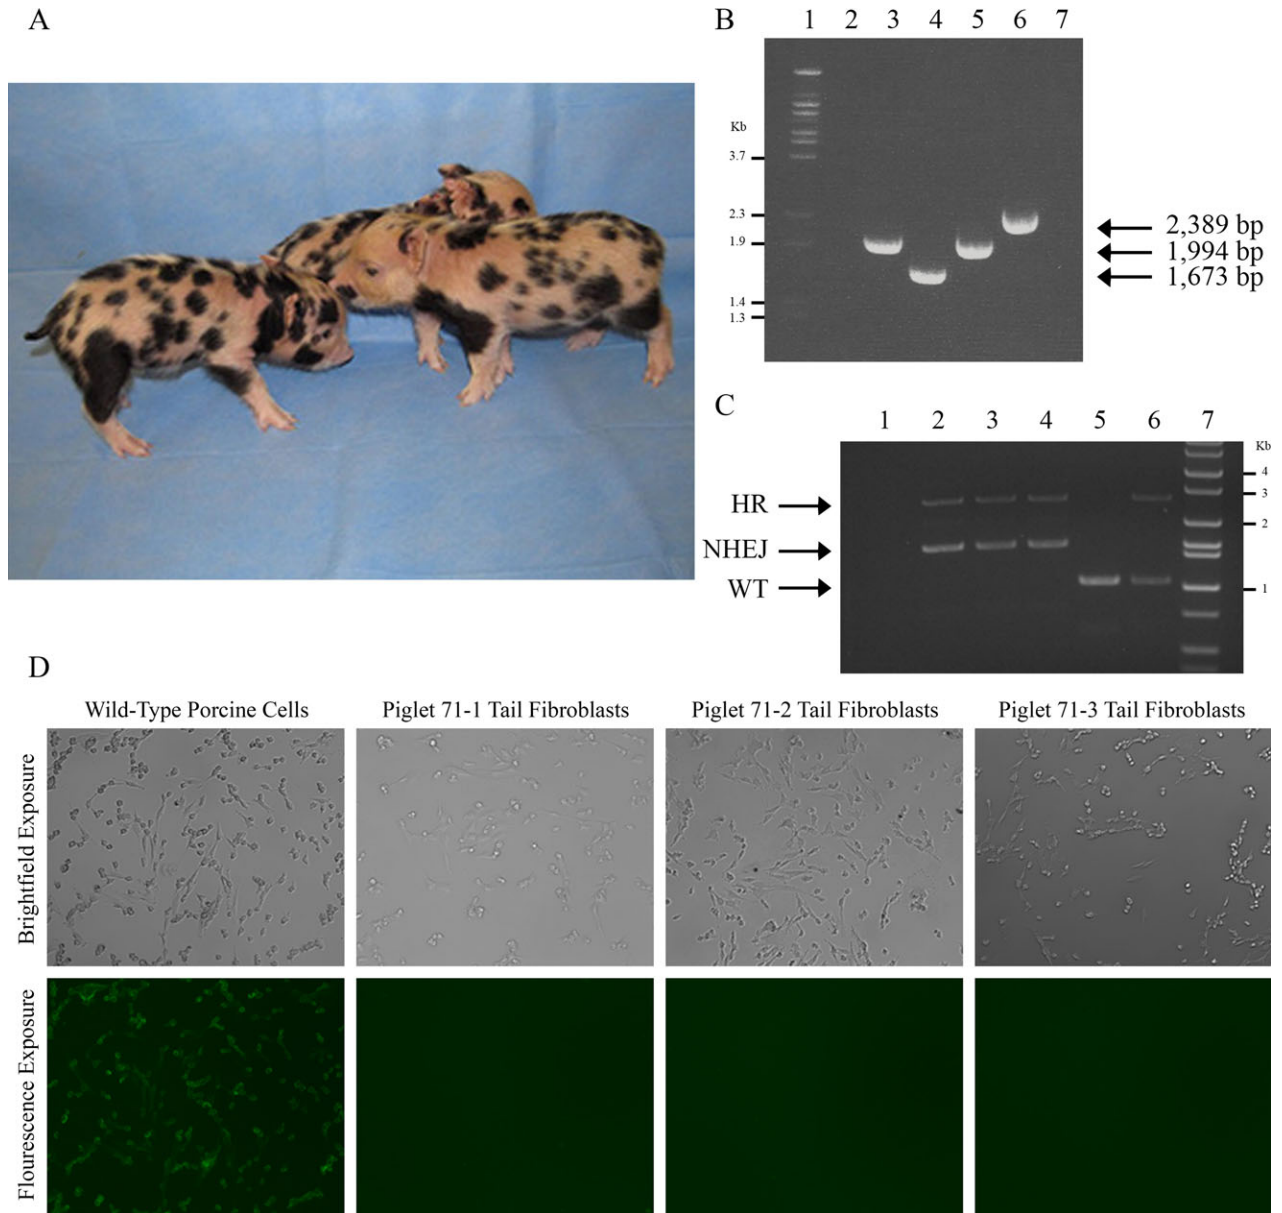 A
B
1 2 3 4 5 6 7
Kb
3.7
2.3
1.9
1.4
1.3
2,389 bp
1,994 bp
1,673 bp
C
1 2 3 4 5 6 7
Kb
4
3
2
1
HR
NHEJ
WT
D
Wild-Type Porcine Cells
Piglet 71-1 Tail Fibroblasts
Piglet 71-2 Tail Fibroblasts
Piglet 71-3 Tail Fibroblasts
Brightfield Exposure
Flourescence Exposure